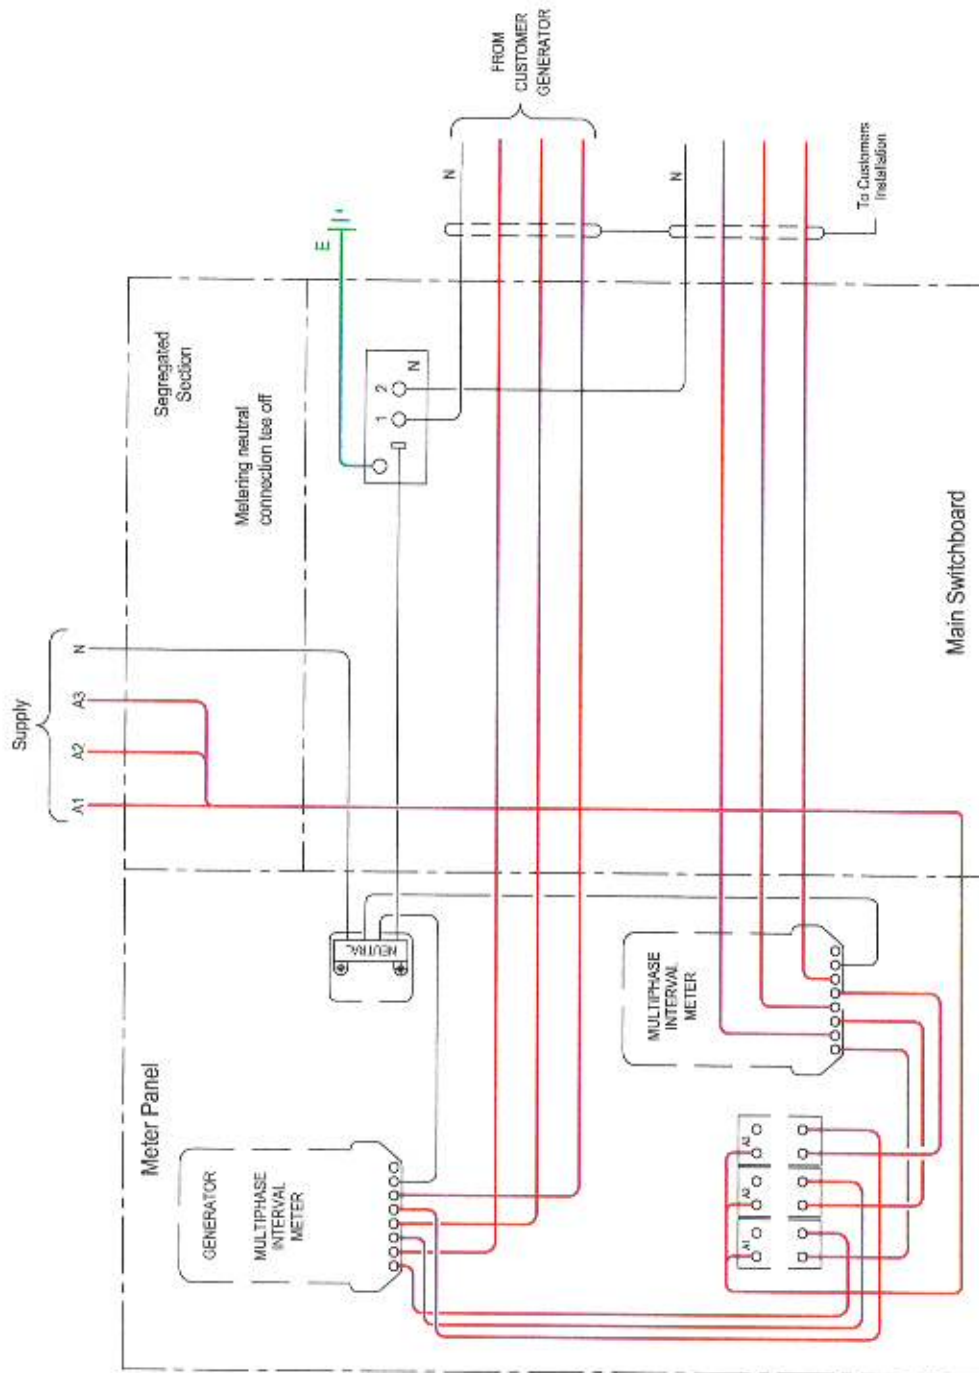 Supply
A1
A2
A3
N
Segregated
Section
Metering neutral
connection tee off
E
FROM
CUSTOMER
GENERATOR
N
1
2
N
N
To Customers
Installation
Meter Panel
NEUTRAL
GENERATOR
MULTIPHASE
INTERVAL
METER
MULTIPHASE
INTERVAL
METER
A1
A2
A3
Main Switchboard